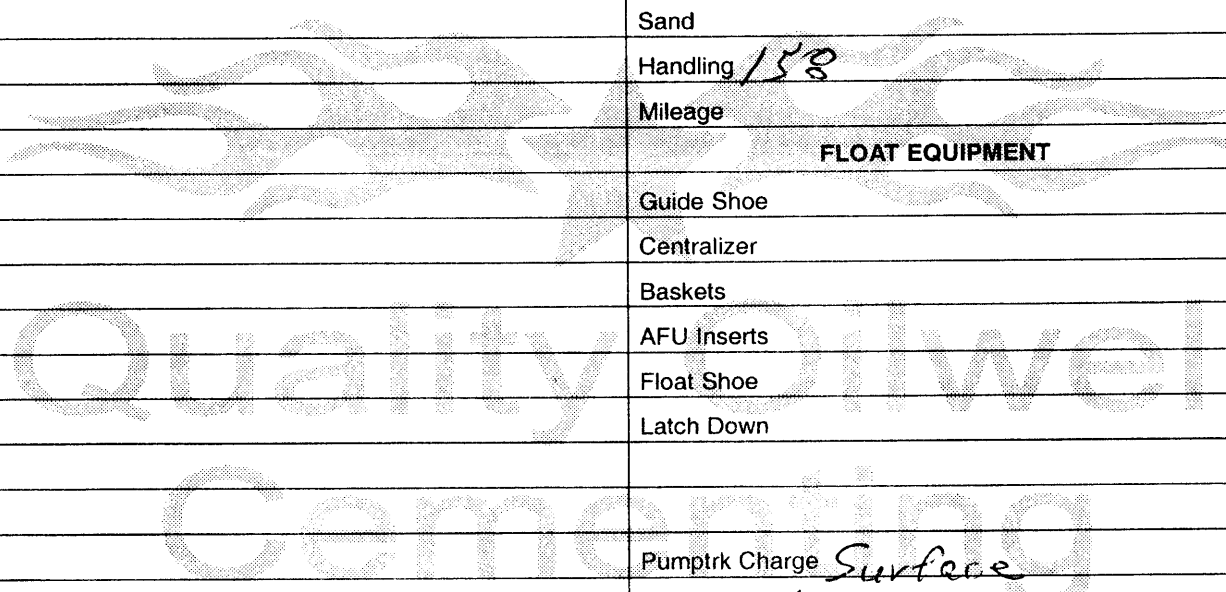 Sand
Handling 158
Mileage
FLOAT EQUIPMENT
Guide Shoe
Centralizer
Baskets
AFU Inserts
Float Shoe
Latch Down
Pumptrk Charge Surface
Quality Oilwel
Cementing